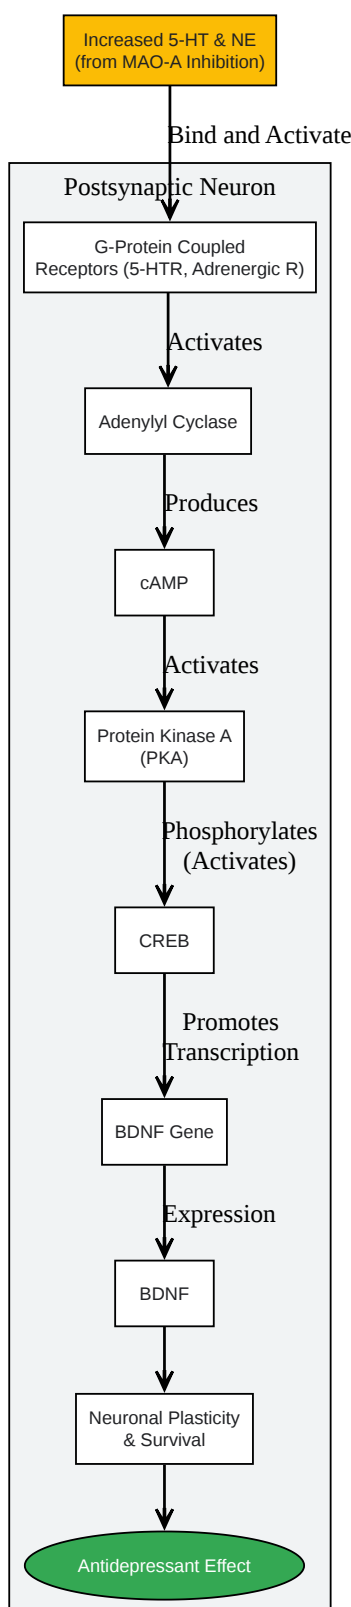 Increased 5-HT & NE
(from MAO-A Inhibition)
Bind and Activate
Postsynaptic Neuron
G-Protein Coupled
Receptors (5-HTR, Adrenergic R)
Activates
Adenylyl Cyclase
Produces
cAMP
Activates
Protein Kinase A
(PKA)
Phosphorylates
(Activates)
CREB
Promotes
Transcription
BDNF Gene
Expression
BDNF
Neuronal Plasticity
& Survival
Antidepressant Effect